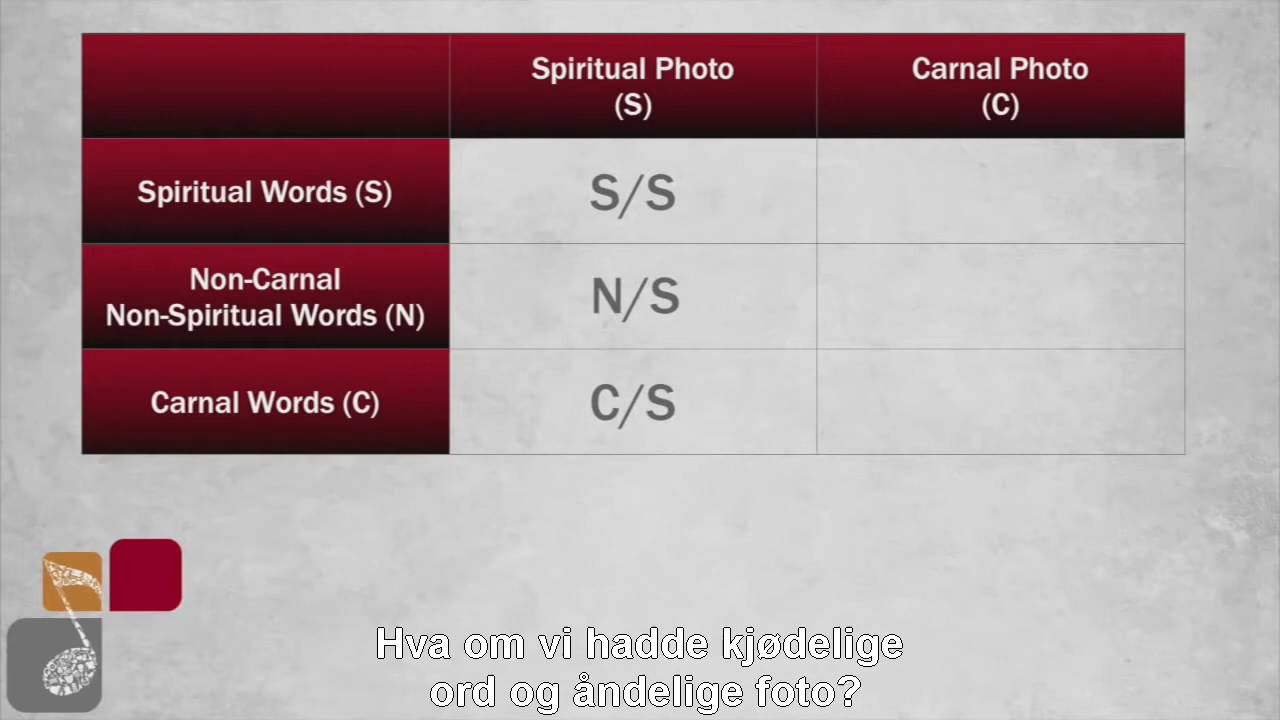 Spiritual Photo
(S)
Carnal Photo
(C)
Spiritual Words (S)
S/S
Non-Carnal
Non-Spiritual Words (N)
N/S
Carnal Words (C)
C/S
Hva om vi hadde kjødelige
ord og åndelige foto?